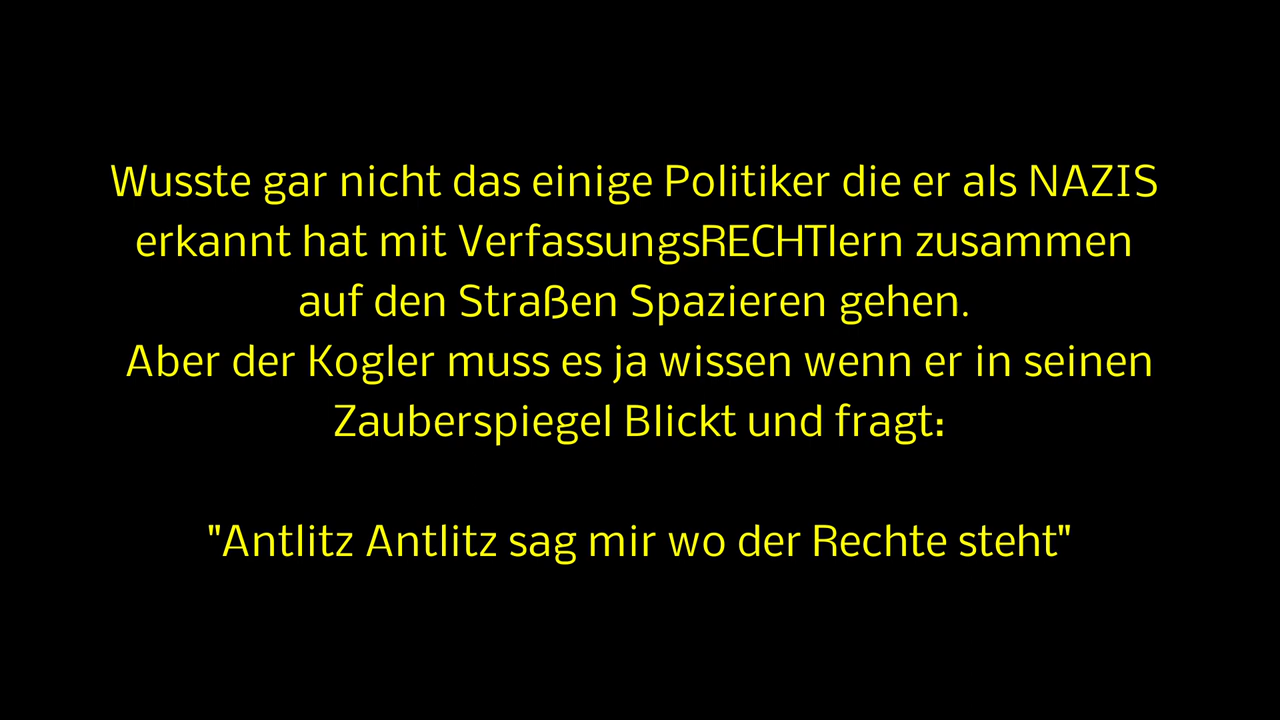 Wusste gar nicht das einige Politiker die er als NAZIS
erkannt hat mit VerfassungsRECHTlern zusammen
auf den Straßen Spazieren gehen.
Aber der Kogler muss es ja wissen wenn er in seinen
Zauberspiegel Blickt und fragt:
"Antlitz Antlitz sag mir wo der Rechte steht"